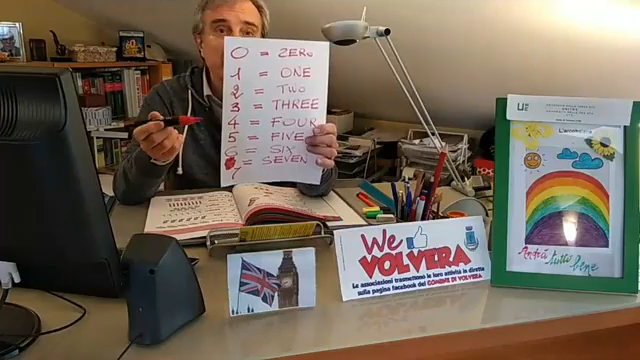 0 = ZERO
1 = ONE
2 = TWO
3 = THREE
4 = FOUR
5 = FIVE
6 = SIX
7 = SEVEN
We
VOLVERA
Le associazioni trasmettono le loro attività in diretta
sulla pagina facebook del COMUNE DI VOLVERA
L'arcobaleno
Andrà tutto
bene